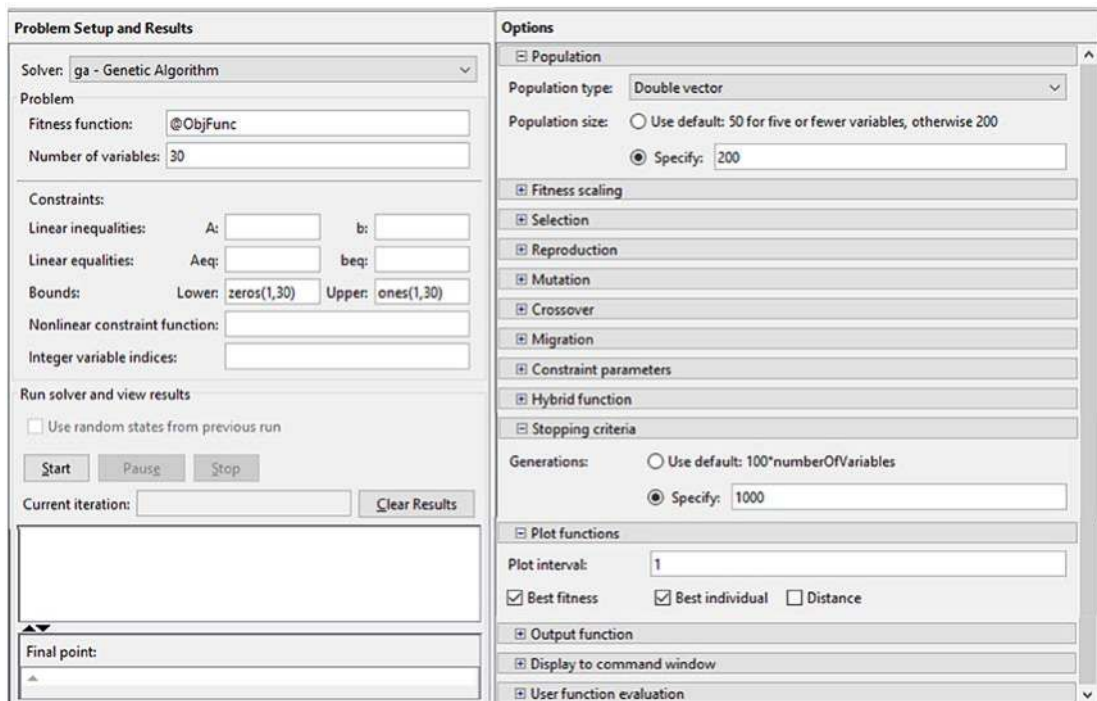 Problem Setup and Results
Solver: ga - Genetic Algorithm
Problem
Fitness function: @ObjFunc
Number of variables: 30
Constraints:
Linear inequalities: A: b:
Linear equalities: Aeq: beq:
Bounds: Lower: zeros(1,30) Upper: ones(1,30)
Nonlinear constraint function:
Integer variable indices:
Run solver and view results
Use random states from previous run
Start Pause Stop
Current iteration: Clear Results
Final point:
Options
Population
Population type: Double vector
Population size: Use default: 50 for five or fewer variables, otherwise 200
Specify: 200
Fitness scaling
Selection
Reproduction
Mutation
Crossover
Migration
Constraint parameters
Hybrid function
Stopping criteria
Generations: Use default: 100*numberOfVariables
Specify: 1000
Plot functions
Plot interval: 1
Best fitness Best individual Distance
Output function
Display to command window
User function evaluation